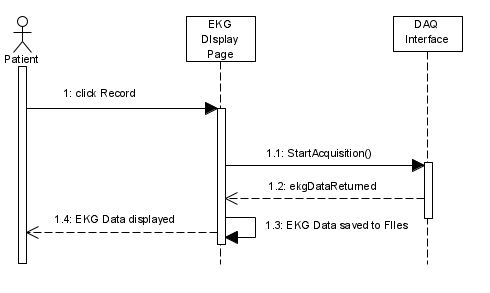 EKG
DIsplay
Page
DAQ
Interface
Patient
1: click Record
1.1: StartAcquisition()
1.2: ekgDataReturned
1.4: EKG Data displayed
1.3: EKG Data saved to FIles